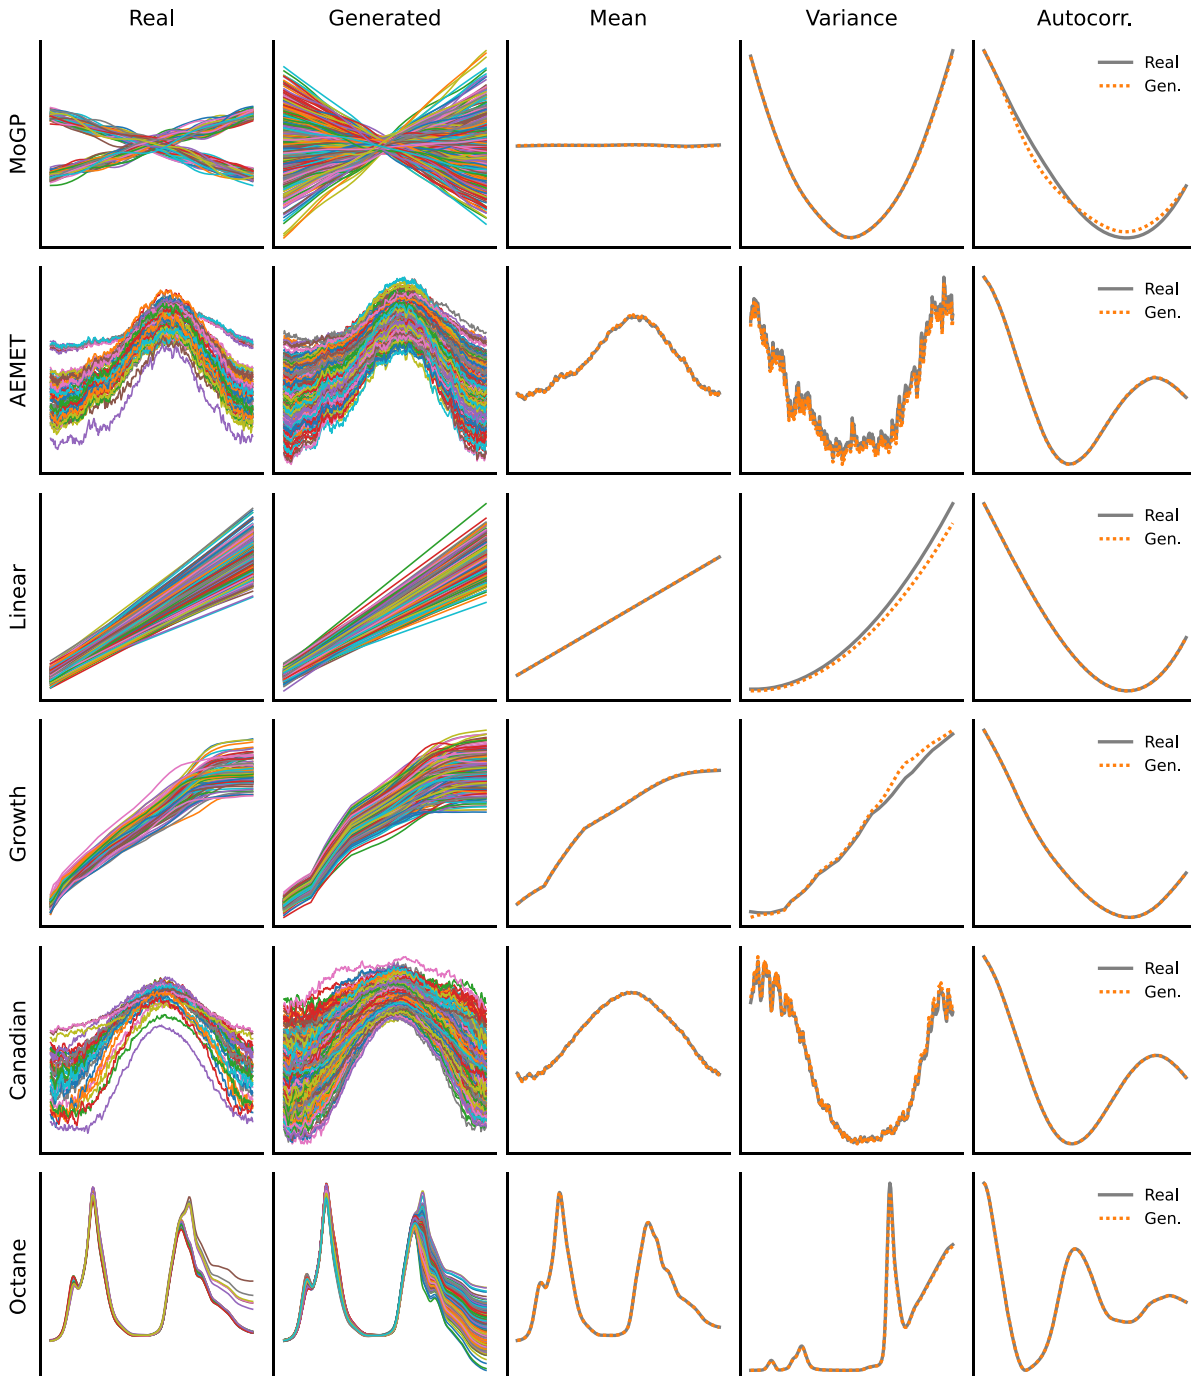 Real Generated Mean Variance Autocorr.
MoGP
Real
Gen.
AEMET
Real
Gen.
Linear
Real
Gen.
Growth
Real
Gen.
Canadian
Real
Gen.
Octane
Real
Gen.